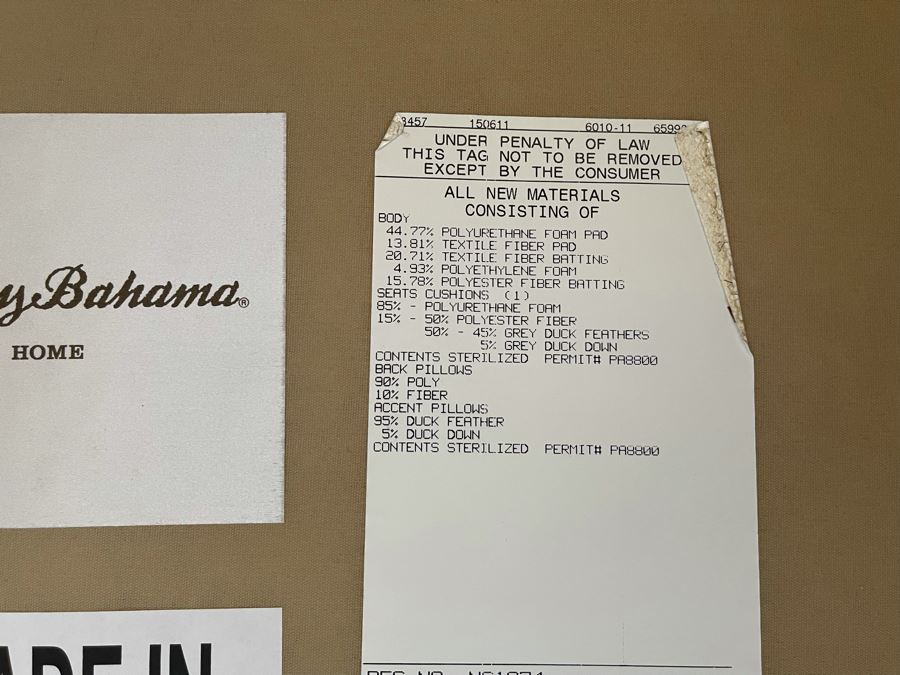 Bahama®
HOME
150611 6010-11
UNDER PENALTY OF LAW
THIS TAG NOT TO BE REMOVED
EXCEPT BY THE CONSUMER
ALL NEW MATERIALS
CONSISTING OF
BODY
44.77% POLYURETHANE FOAM PAD
13.81% TEXTILE FIBER PAD
20.71% TEXTILE FIBER BATTING
4.93% POLYETHYLENE FOAM
15.78% POLYESTER FIBER BATTING
SEATS CUSHIONS (1)
85% - POLYURETHANE FOAM
15% - 50% POLYESTER FIBER
50% - 45% GREY DUCK FEATHERS
5% GREY DUCK DOWN
CONTENTS STERILIZED PERMIT# PA8800
BACK PILLOWS
90% POLY
10% FIBER
ACCENT PILLOWS
95% DUCK FEATHER
5% DUCK DOWN
CONTENTS STERILIZED PERMIT# PA8800
IN